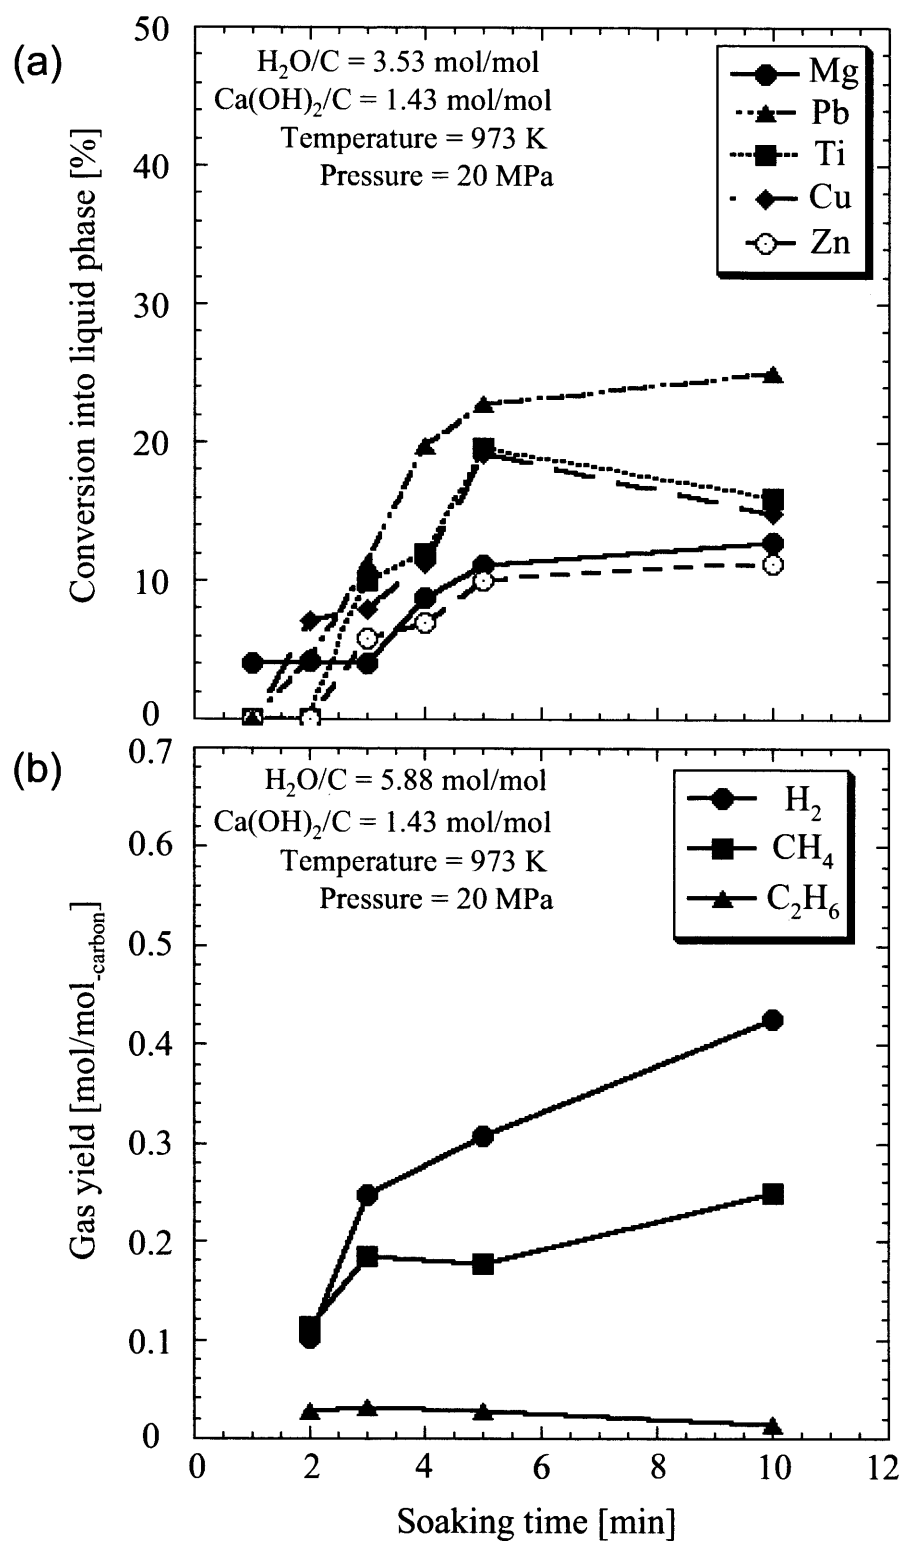 (a)
50
40
30
20
10
0
Conversion into liquid phase [%]
H₂O/C = 3.53 mol/mol
Ca(OH)₂/C = 1.43 mol/mol
Temperature = 973 K
Pressure = 20 MPa
Mg
Pb
Ti
Cu
Zn
(b)
0.7
0.6
0.5
0.4
0.3
0.2
0.1
0
Gas yield [mol/mol-carbon]
H₂O/C = 5.88 mol/mol
Ca(OH)₂/C = 1.43 mol/mol
Temperature = 973 K
Pressure = 20 MPa
H₂
CH₄
C₂H₆
0 2 4 6 8 10 12
Soaking time [min]